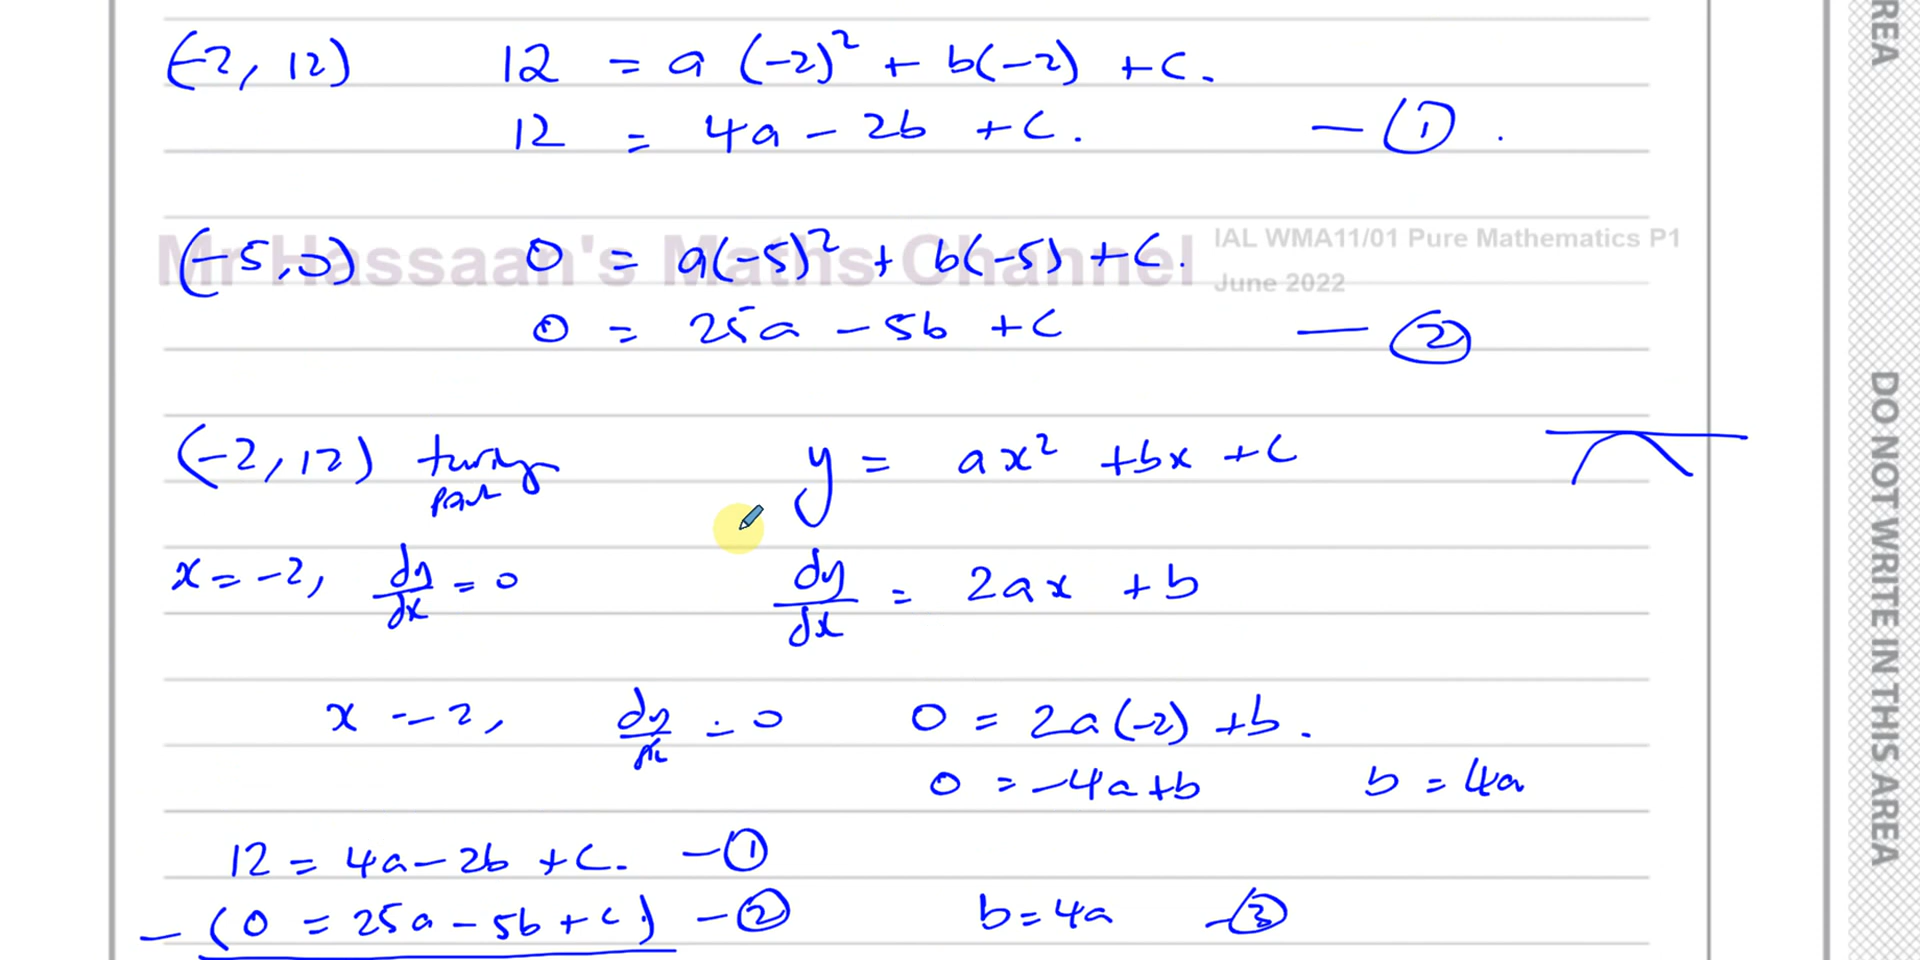 (-2, 12) 12 = a (-2)² + b(-2) + c.
12 = 4a - 2b + c. — ① .
Mr Hassaan's Maths Channel IAL WMA11/01 Pure Mathematics P1
June 2022
(-5, 0) 0 = a(-5)² + b(-5) + c.
0 = 25a - 5b + c — ②
(-2, 12) turning y = ax² + bx + c
x = -2, dy/dx = 0 dy/dx = 2ax + b
x = -2, dy/dx = 0 0 = 2a(-2) + b.
0 = -4a + b b = 4a
12 = 4a - 2b + c. — ①
- (0 = 25a - 5b + c) — ② b = 4a — ③
AREA
DO NOT WRITE IN THIS AREA